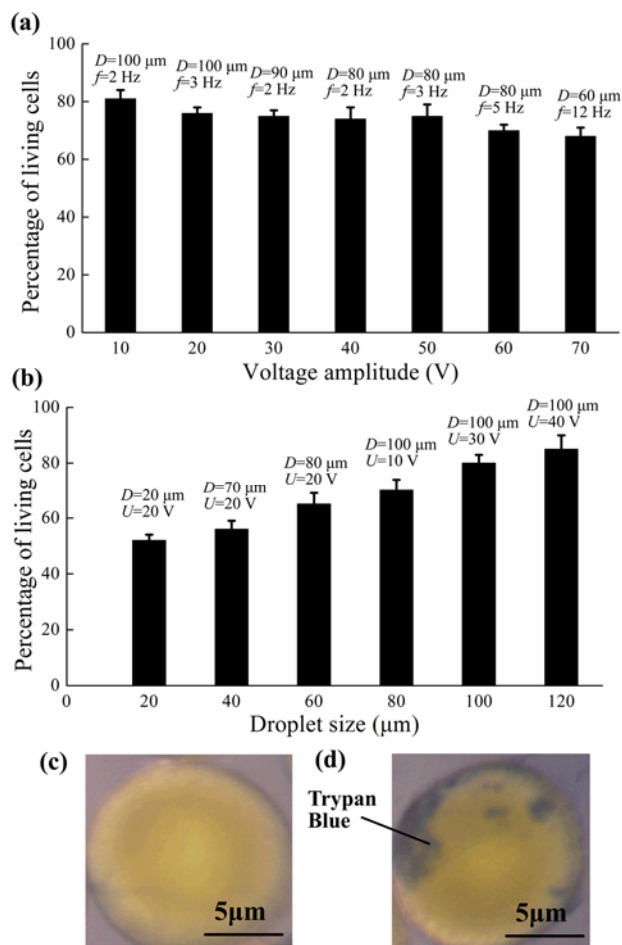 (a)
100
80
60
40
20
0
Percentage of living cells
D=100 μm
f=2 Hz
D=100 μm
f=3 Hz
D=90 μm
f=2 Hz
D=80 μm
f=2 Hz
D=80 μm
f=3 Hz
D=80 μm
f=5 Hz
D=60 μm
f=12 Hz
10 20 30 40 50 60 70
Voltage amplitude (V)
(b)
100
80
60
40
20
0
Percentage of living cells
D=20 μm
U=20 V
D=70 μm
U=20 V
D=80 μm
U=20 V
D=100 μm
U=10 V
D=100 μm
U=30 V
D=100 μm
U=40 V
0 20 40 60 80 100 120
Droplet size (μm)
(c)
5μm
(d)
Trypan
Blue
5μm